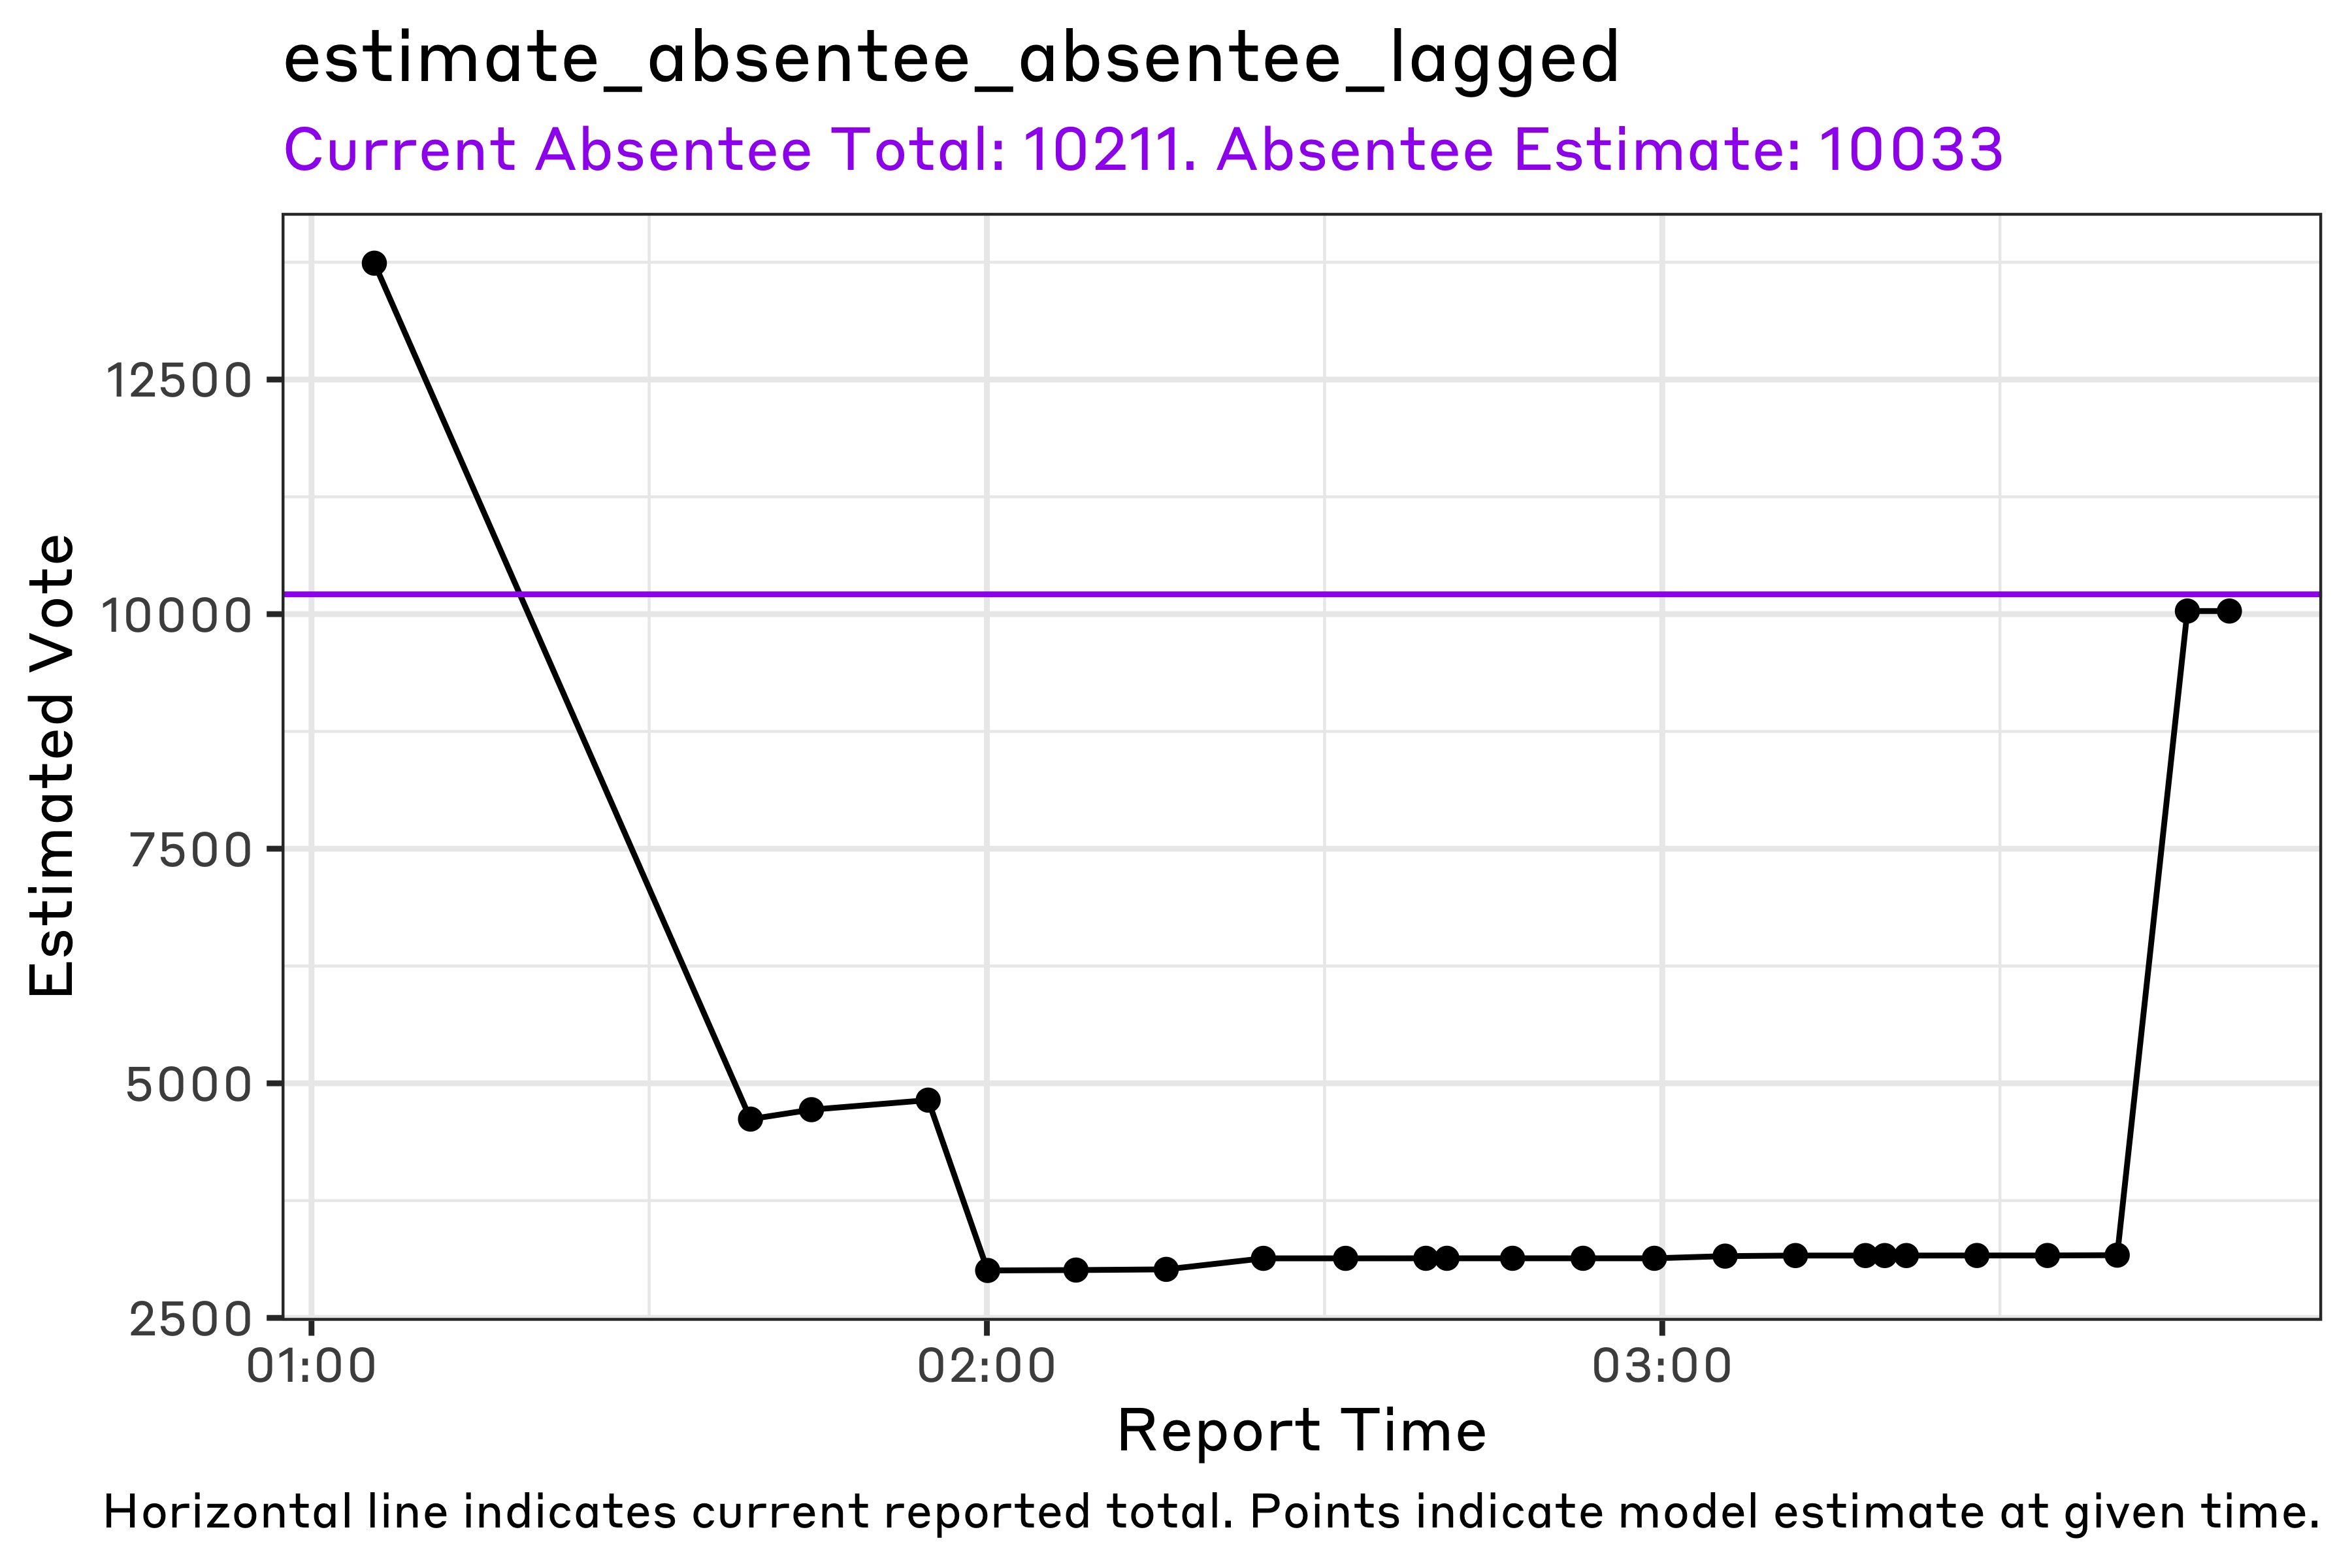 estimate_absentee_absentee_lagged
Current Absentee Total: 10211. Absentee Estimate: 10033
Estimated Vote
12500
10000
7500
5000
2500
01:00 02:00 03:00
Report Time
Horizontal line indicates current reported total. Points indicate model estimate at given time.